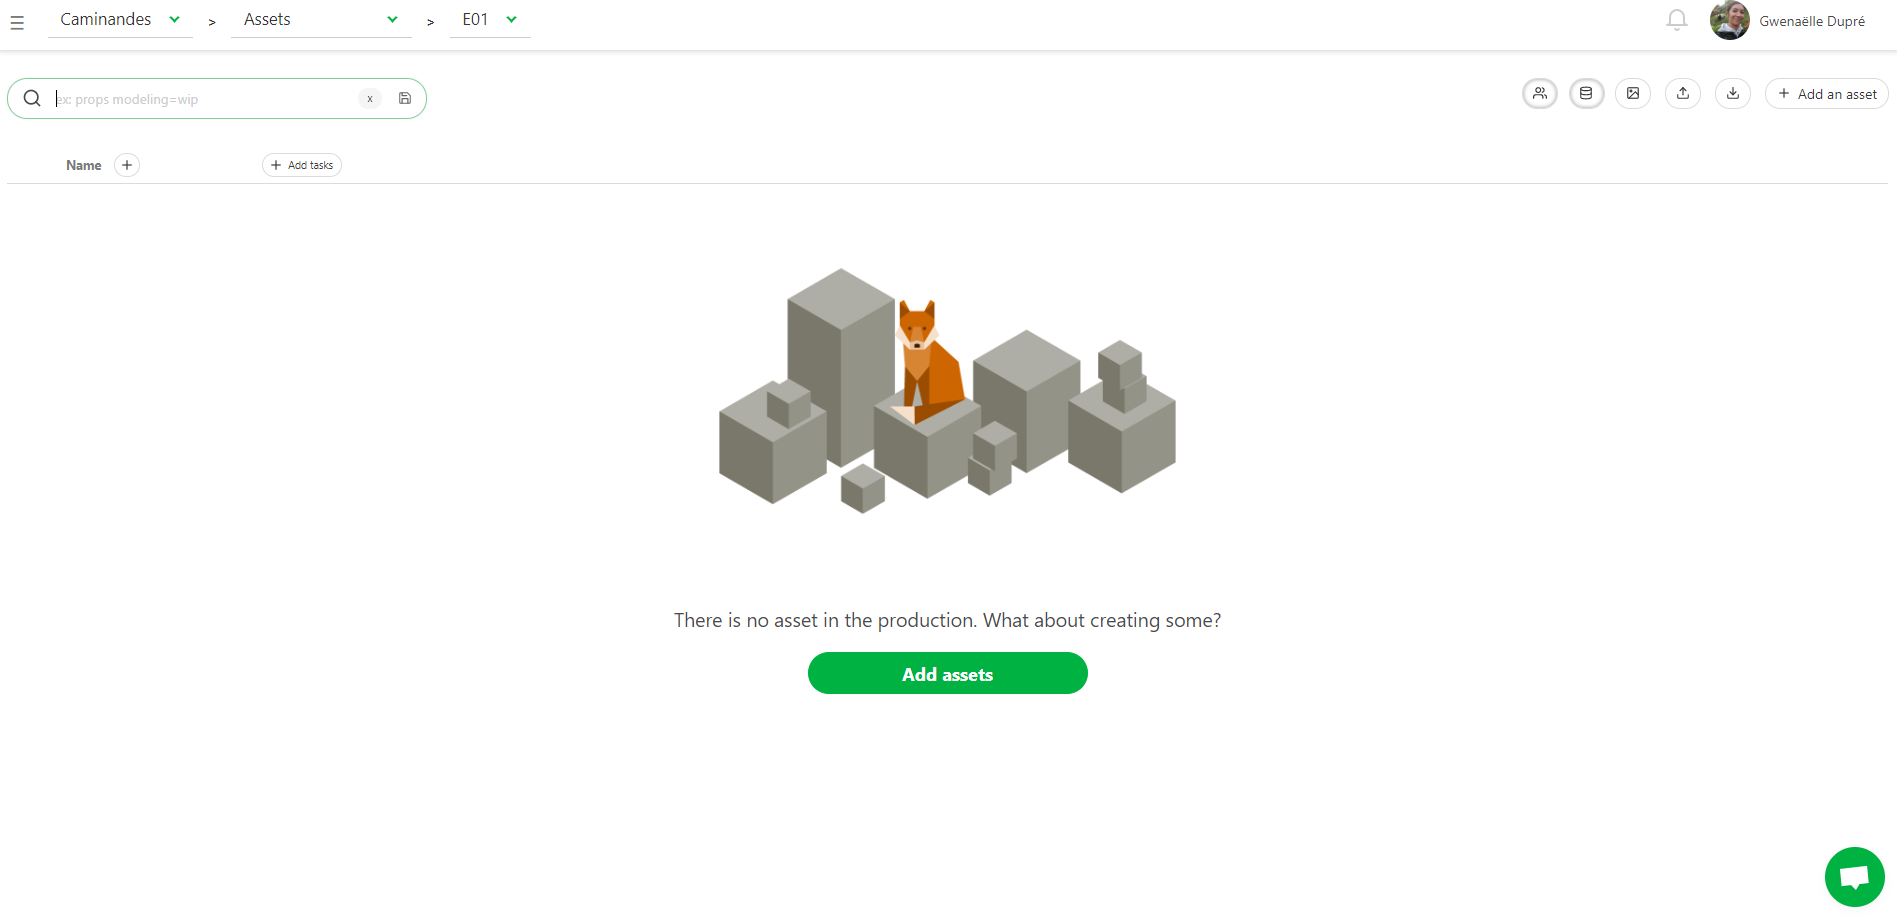 Caminandes > Assets > E01 Gwenaëlle Dupré
ex: props modeling=wip x + Add an asset
Name + + Add tasks
There is no asset in the production. What about creating some?
Add assets